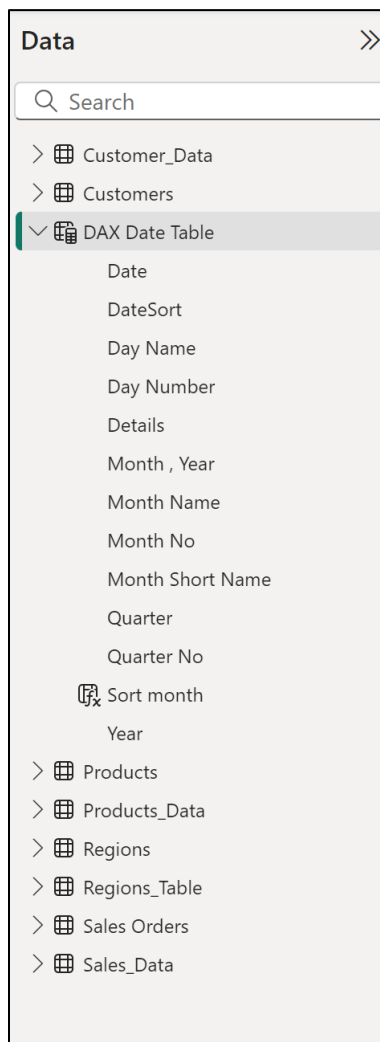 Data
Search
Customer_Data
Customers
DAX Date Table
Date
DateSort
Day Name
Day Number
Details
Month , Year
Month Name
Month No
Month Short Name
Quarter
Quarter No
Sort month
Year
Products
Products_Data
Regions
Regions_Table
Sales Orders
Sales_Data